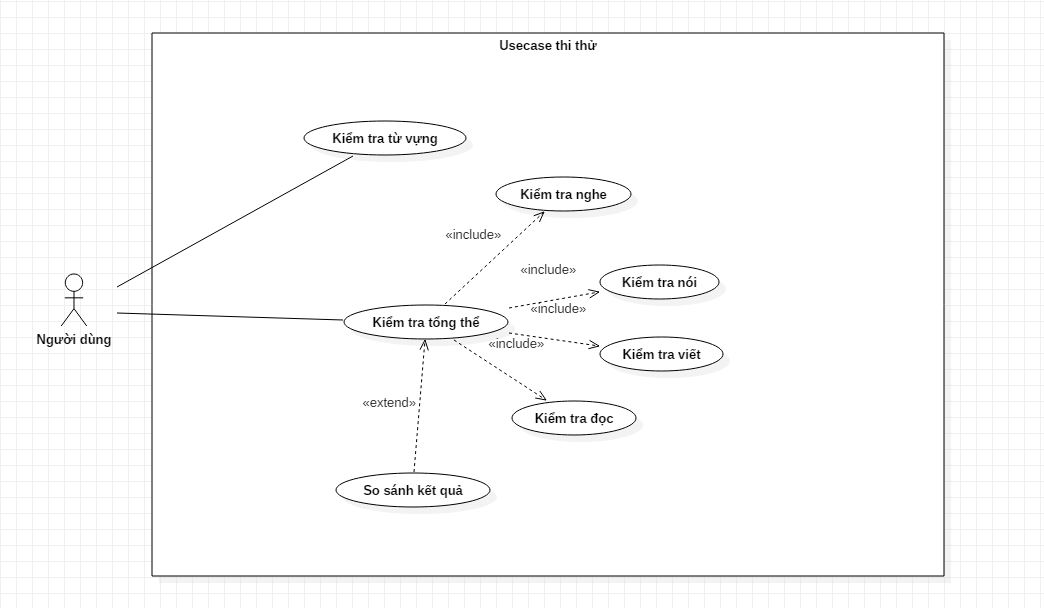 Usecase thi thử
Kiểm tra từ vựng
Kiểm tra nghe
«include»
«include»
Kiểm tra nói
«include»
Kiểm tra tổng thể
Người dùng
«include»
Kiểm tra viết
«extend»
Kiểm tra đọc
So sánh kết quả